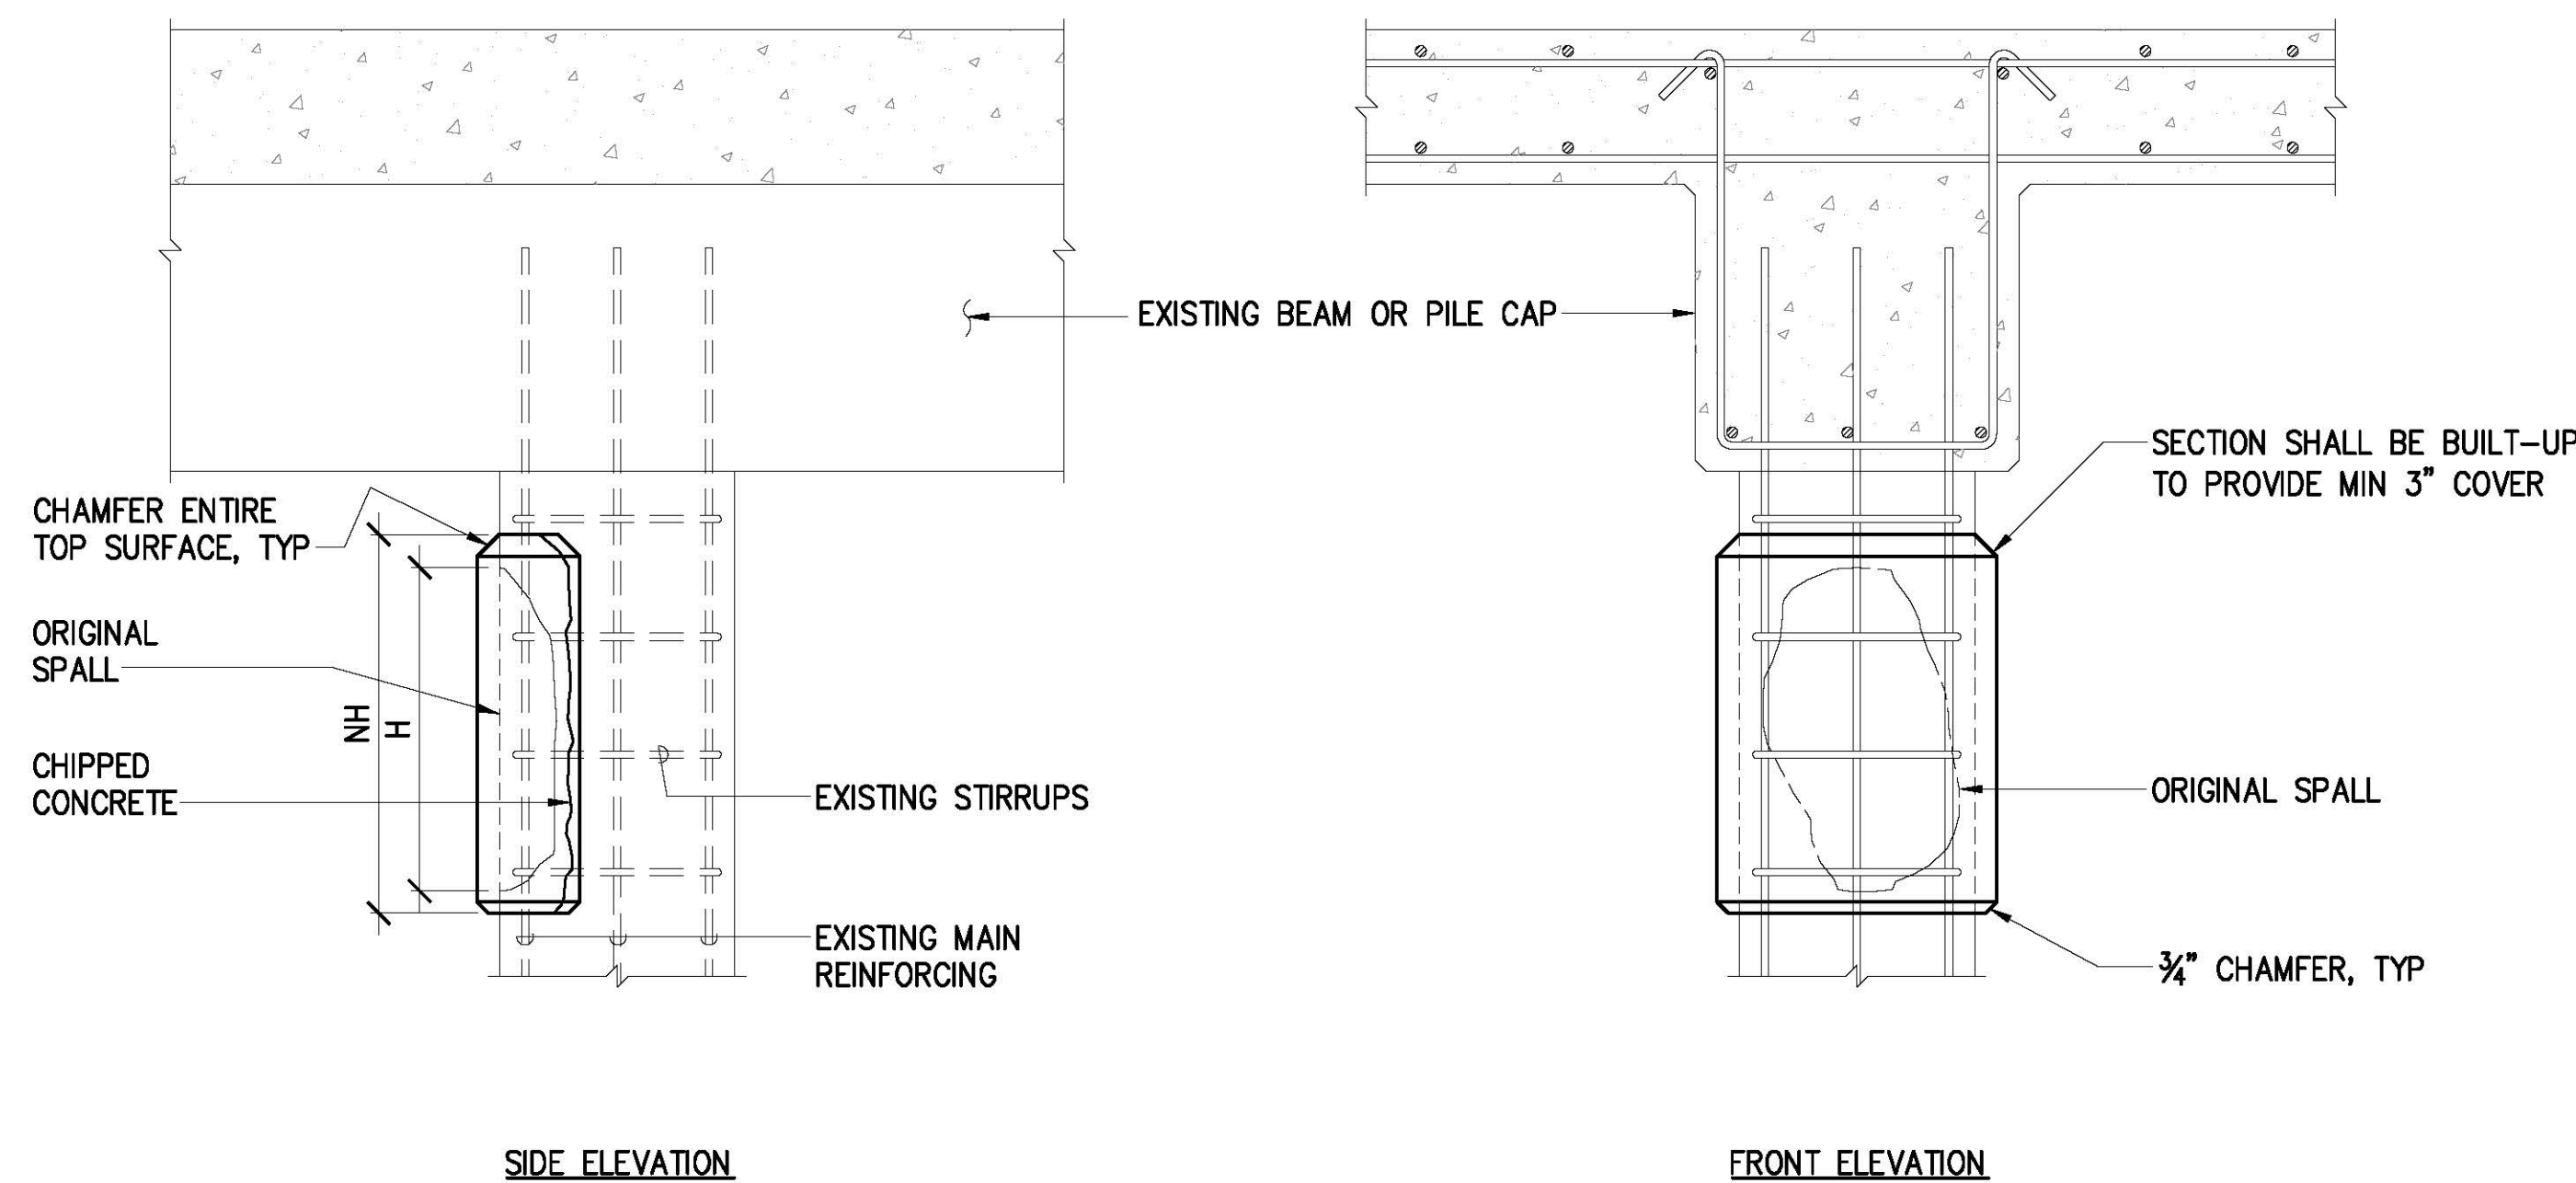 EXISTING BEAM OR PILE CAP
CHAMFER ENTIRE
TOP SURFACE, TYP
ORIGINAL
SPALL
NH
H
CHIPPED
CONCRETE
EXISTING STIRRUPS
EXISTING MAIN
REINFORCING
SIDE ELEVATION
SECTION SHALL BE BUILT-UP
TO PROVIDE MIN 3" COVER
ORIGINAL SPALL
¾" CHAMFER, TYP
FRONT ELEVATION